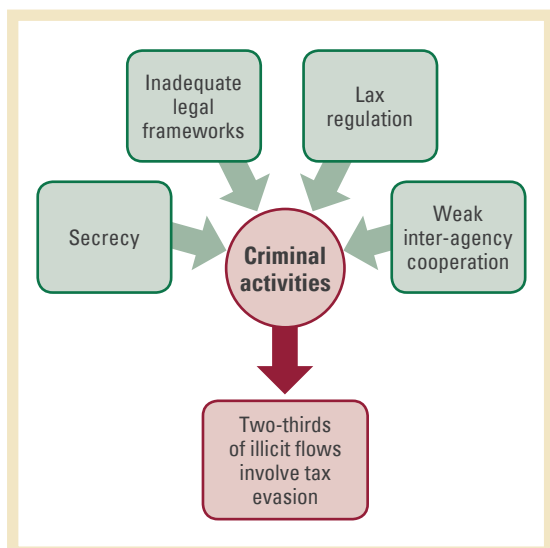 Inadequate
legal
frameworks
Lax
regulation
Secrecy
Weak
inter-agency
cooperation
Criminal
activities
Two-thirds
of illicit flows
involve tax
evasion